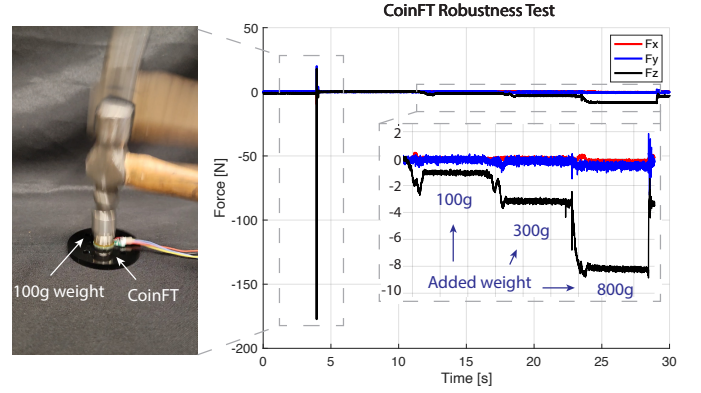 CoinFT Robustness Test
50
0
-50
-100
-150
-200
Force [N]
0 5 10 15 20 25 30
Time [s]
Fx
Fy
Fz
2
0
-2
-4
-6
-8
-10
100g
300g
Added weight
800g
100g weight
CoinFT